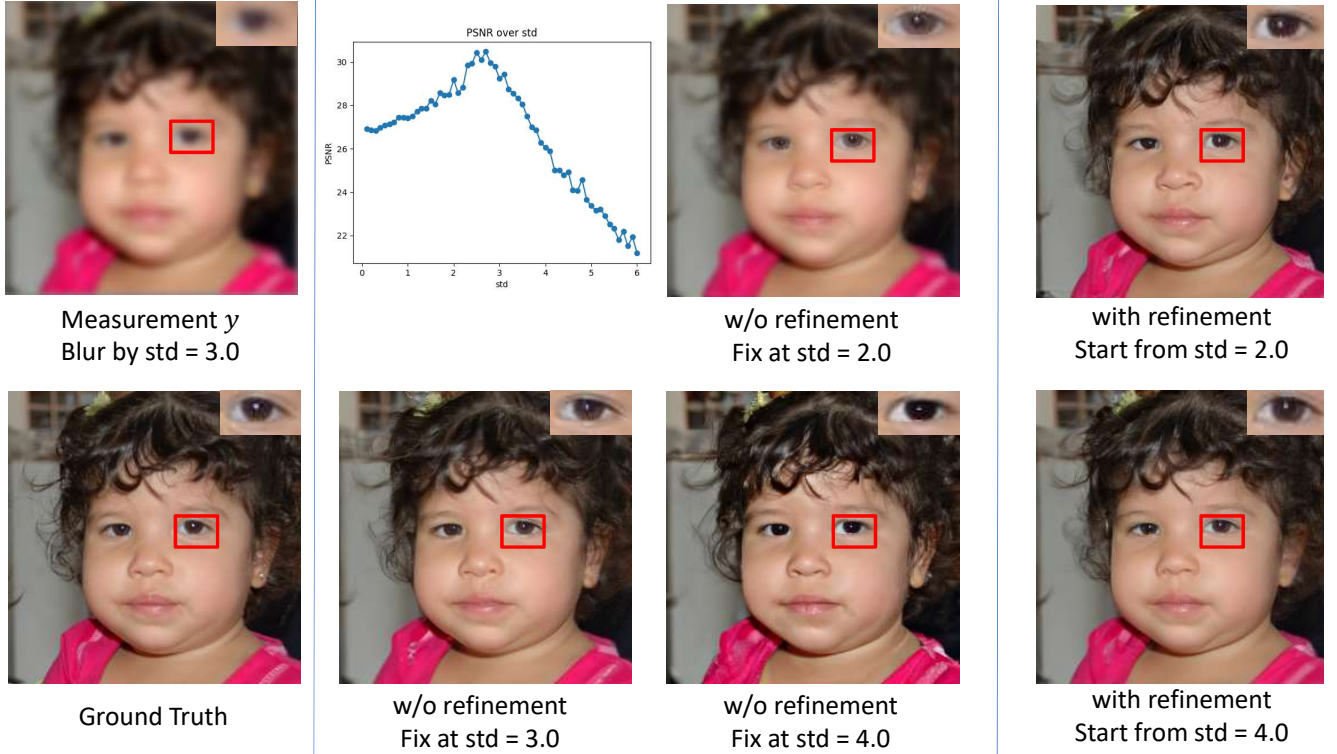 PSNR over std
PSNR
30
28
26
24
22
0 1 2 3 4 5 6
std
Measurement y
Blur by std = 3.0
w/o refinement
Fix at std = 2.0
with refinement
Start from std = 2.0
Ground Truth
w/o refinement
Fix at std = 3.0
w/o refinement
Fix at std = 4.0
with refinement
Start from std = 4.0